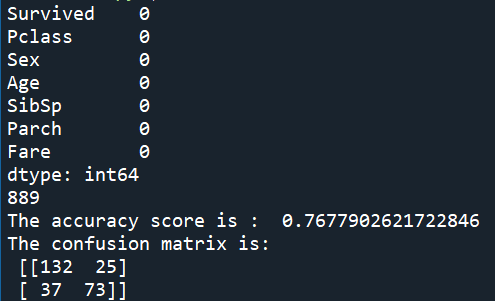 Survived    0
Pclass      0
Sex         0
Age         0
SibSp       0
Parch       0
Fare        0
dtype: int64
889
The accuracy score is :  0.7677902621722846
The confusion matrix is:
 [[132  25]
 [ 37  73]]